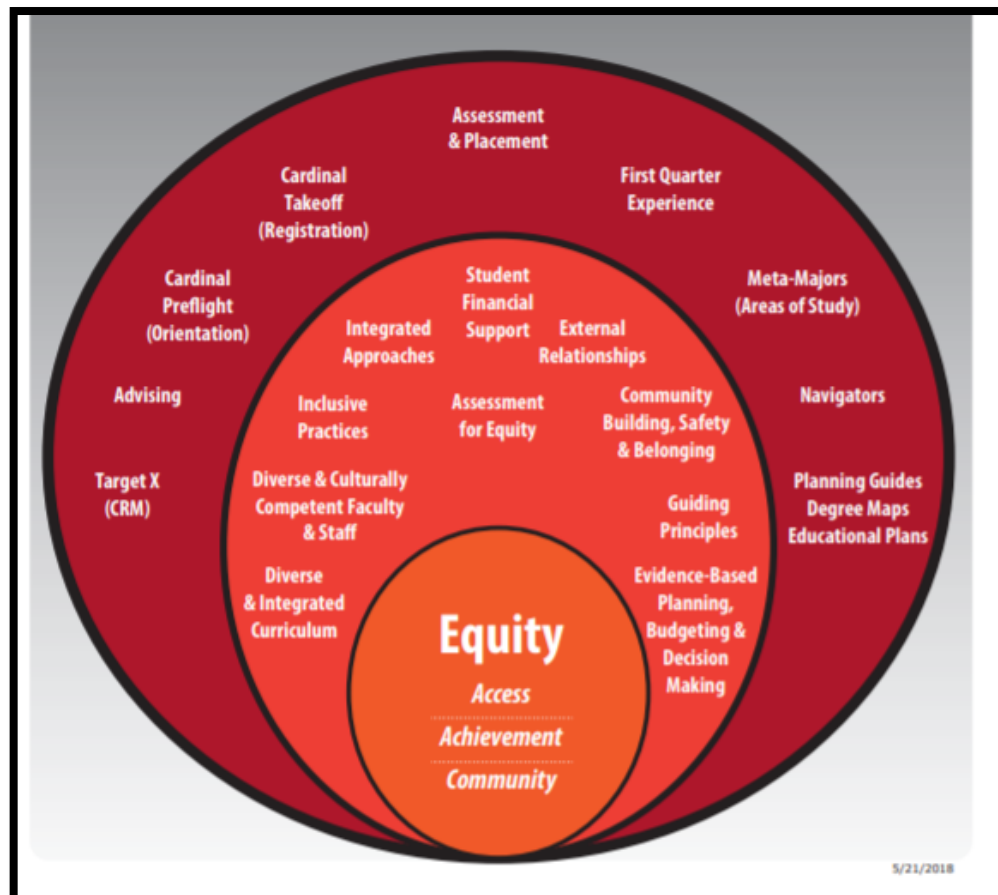 Assessment
& Placement
Cardinal
Takeoff
(Registration)
First Quarter
Experience
Cardinal
Preflight
(Orientation)
Meta-Majors
(Areas of Study)
Advising
Navigators
Target X
(CRM)
Planning Guides
Degree Maps
Educational Plans
Student
Financial
Support
Integrated
Approaches
External
Relationships
Inclusive
Practices
Assessment
for Equity
Community
Building, Safety
& Belonging
Diverse & Culturally
Competent Faculty
& Staff
Guiding
Principles
Diverse
& Integrated
Curriculum
Evidence-Based
Planning,
Budgeting &
Decision
Making
Equity
Access
Achievement
Community
5/21/2018